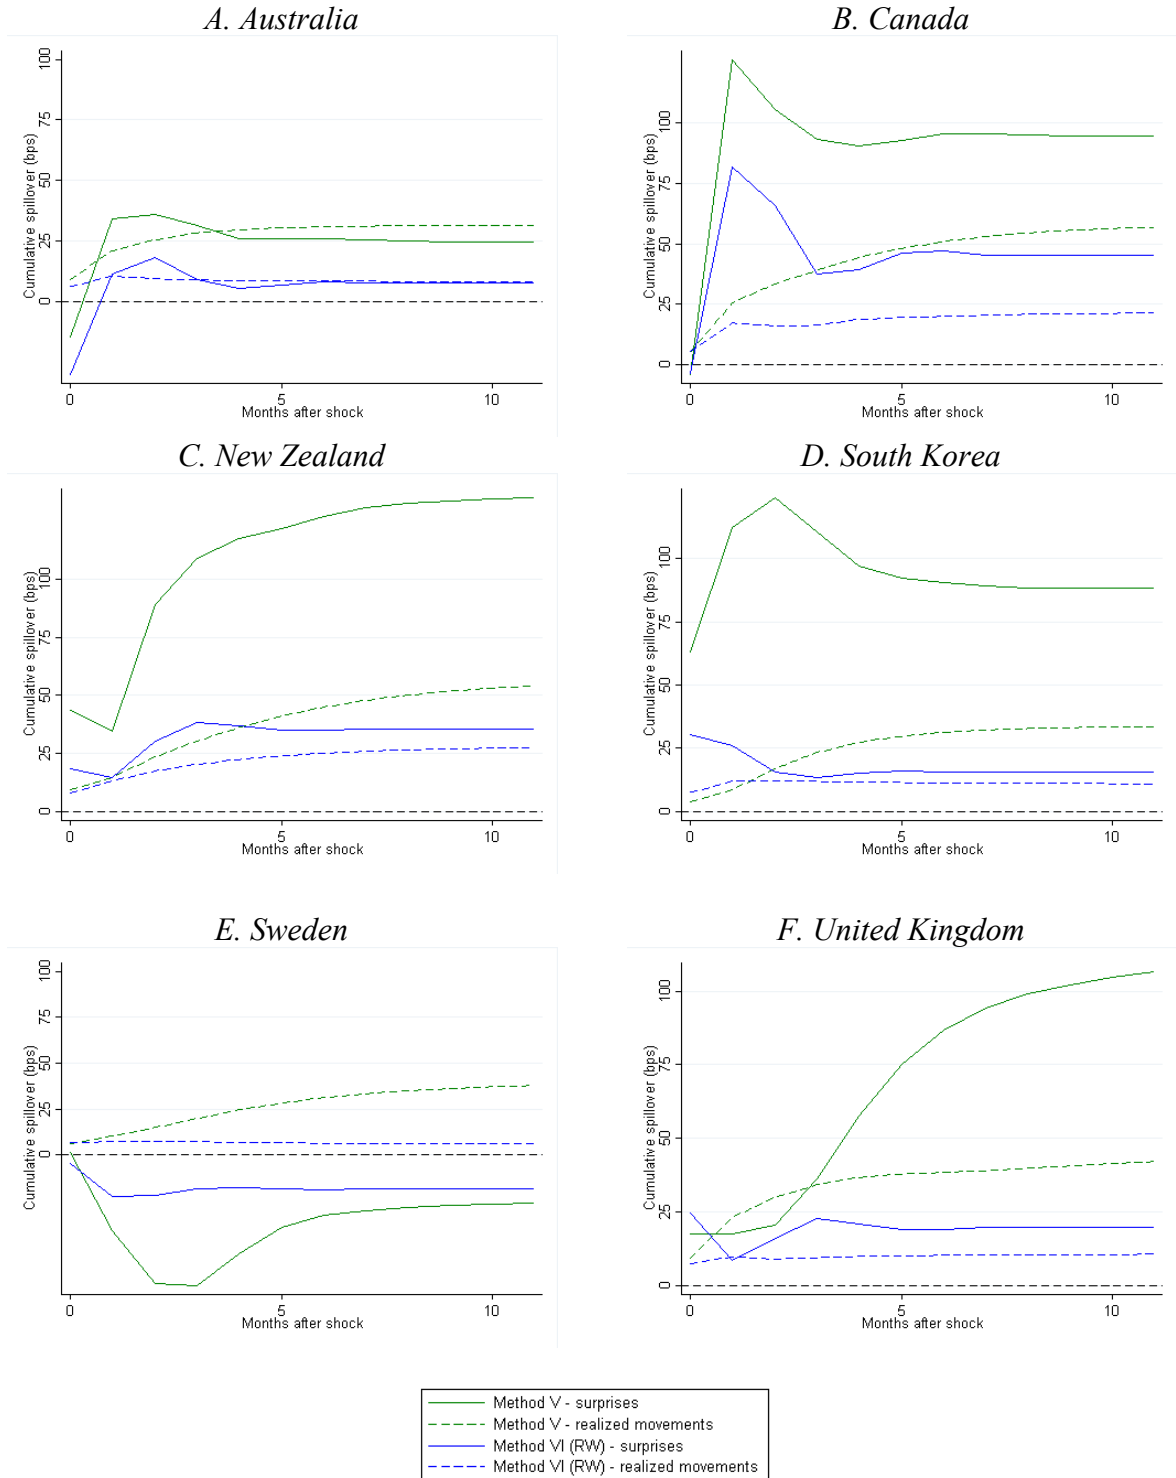 A. Australia
Cumulative spillover (bps)
100
75
50
25
0
0 5 10
Months after shock
B. Canada
Cumulative spillover (bps)
100
75
50
25
0
0 5 10
Months after shock
C. New Zealand
Cumulative spillover (bps)
100
75
50
25
0
0 5 10
Months after shock
D. South Korea
Cumulative spillover (bps)
100
75
50
25
0
0 5 10
Months after shock
E. Sweden
Cumulative spillover (bps)
100
75
50
25
0
0 5 10
Months after shock
F. United Kingdom
Cumulative spillover (bps)
100
75
50
25
0
0 5 10
Months after shock
Method V - surprises
Method V - realized movements
Method VI (RW) - surprises
Method VI (RW) - realized movements